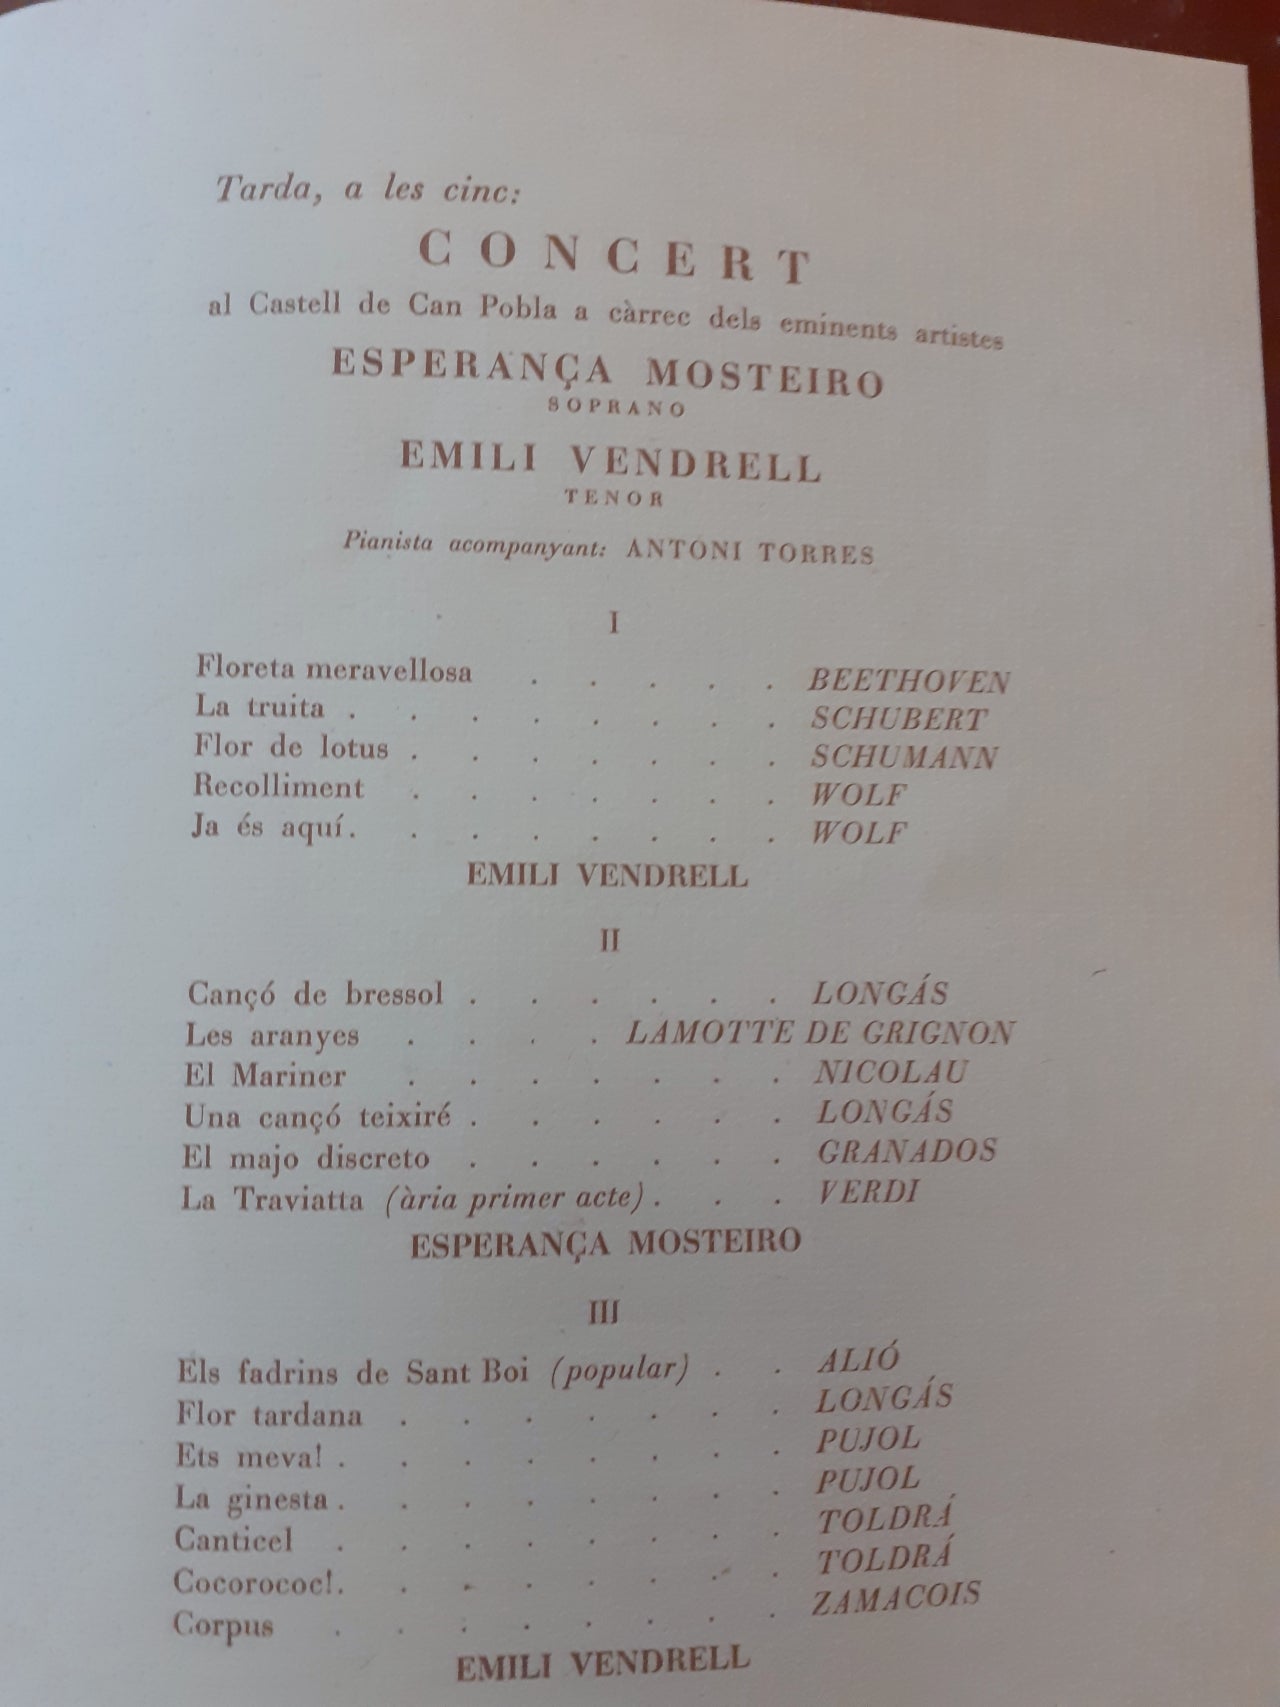 Tarda, a les cinc:
CONCERT
al Castell de Can Pobla a càrrec dels eminents artistes
ESPERANÇA MOSTEIRO
SOPRANO
EMILI VENDRELL
TENOR
Pianista acompanyant: ANTONI TORRES
I
Floreta meravellosa . . . . . BEETHOVEN
La truita . . . . . . . . SCHUBERT
Flor de lotus . . . . . . . SCHUMANN
Recolliment . . . . . . . WOLF
Ja és aquí. . . . . . . . WOLF
EMILI VENDRELL
II
Cançó de bressol . . . . . . LONGÁS
Les aranyes . . . . LAMOTTE DE GRIGNON
El Mariner . . . . . . . NICOLAU
Una cançó teixiré . . . . . . LONGÁS
El majo discreto . . . . . . GRANADOS
La Traviatta (ària primer acte) . . . VERDI
ESPERANÇA MOSTEIRO
III
Els fadrins de Sant Boi (popular) . . ALIÓ
Flor tardana . . . . . . . LONGÁS
Ets meva! . . . . . . . . PUJOL
La ginesta . . . . . . . . PUJOL
Canticel . . . . . . . . TOLDRÁ
Cocorococ!. . . . . . . . TOLDRÁ
Corpus . . . . . . . . ZAMACOIS
EMILI VENDRELL